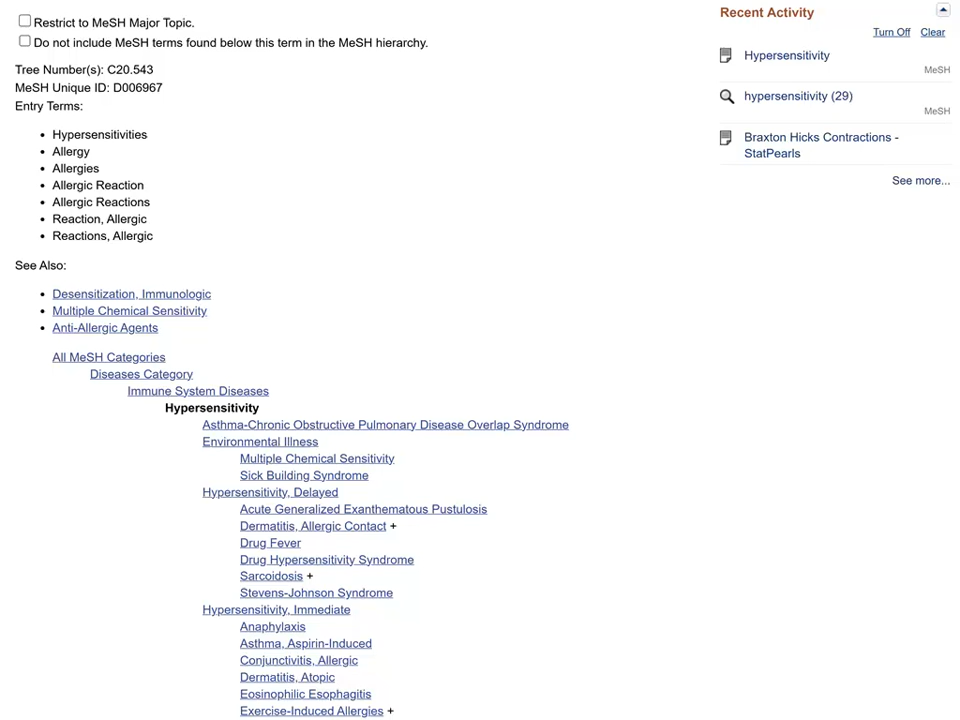 Restrict to MeSH Major Topic.
Do not include MeSH terms found below this term in the MeSH hierarchy.
Tree Number(s): C20.543
MeSH Unique ID: D006967
Entry Terms:
Hypersensitivities
Allergy
Allergies
Allergic Reaction
Allergic Reactions
Reaction, Allergic
Reactions, Allergic
See Also:
Desensitization, Immunologic
Multiple Chemical Sensitivity
Anti-Allergic Agents
All MeSH Categories
Diseases Category
Immune System Diseases
Hypersensitivity
Asthma-Chronic Obstructive Pulmonary Disease Overlap Syndrome
Environmental Illness
Multiple Chemical Sensitivity
Sick Building Syndrome
Hypersensitivity, Delayed
Acute Generalized Exanthematous Pustulosis
Dermatitis, Allergic Contact +
Drug Fever
Drug Hypersensitivity Syndrome
Sarcoidosis +
Stevens-Johnson Syndrome
Hypersensitivity, Immediate
Anaphylaxis
Asthma, Aspirin-Induced
Conjunctivitis, Allergic
Dermatitis, Atopic
Eosinophilic Esophagitis
Exercise-Induced Allergies +
Recent Activity
Turn Off Clear
Hypersensitivity
MeSH
hypersensitivity (29)
MeSH
Braxton Hicks Contractions -
StatPearls
See more...